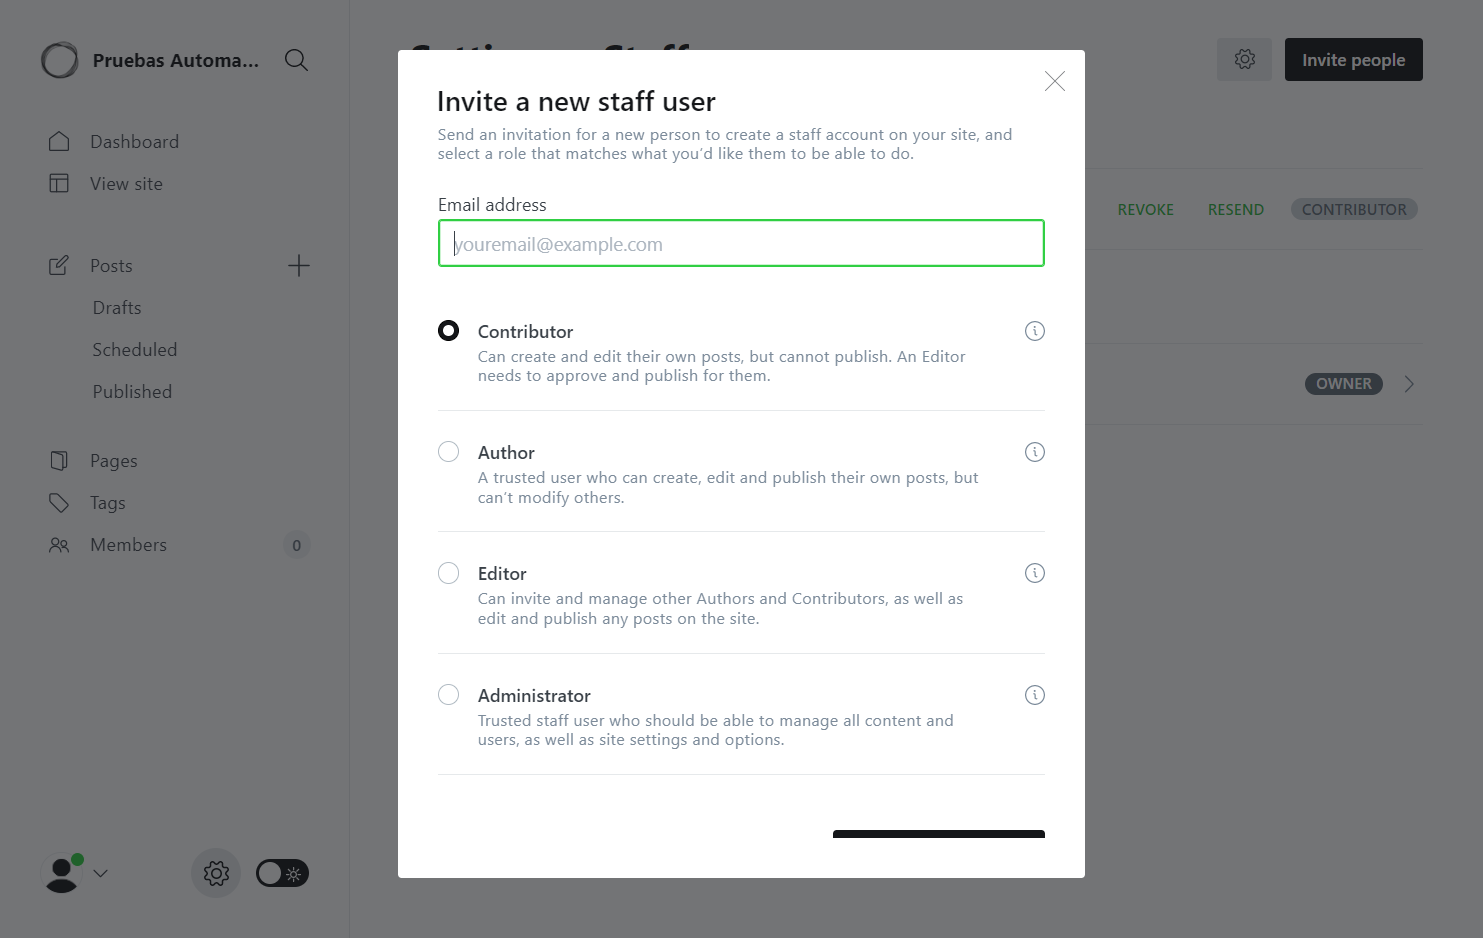 Pruebas Automa...
Invite people
Invite a new staff user
Send an invitation for a new person to create a staff account on your site, and
select a role that matches what you'd like them to be able to do.
Dashboard
View site
Email address
youremail@example.com
REVOKE
RESEND
CONTRIBUTOR
Posts
Drafts
Scheduled
Published
Contributor
Can create and edit their own posts, but cannot publish. An Editor
needs to approve and publish for them.
OWNER
Author
A trusted user who can create, edit and publish their own posts, but
can't modify others.
Pages
Tags
Members
0
Editor
Can invite and manage other Authors and Contributors, as well as
edit and publish any posts on the site.
Administrator
Trusted staff user who should be able to manage all content and
users, as well as site settings and options.